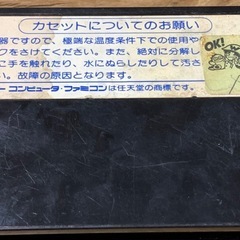 カセットについてのお願い
器ですので、極端な温度条件下での使用や
クをさけてください。また、絶対に分解し
に手を触れたり、水にぬらしたりして汚さ
い。故障の原因となります。
ー コンピュータ・ファミコンは任天堂の商標です。
OK!